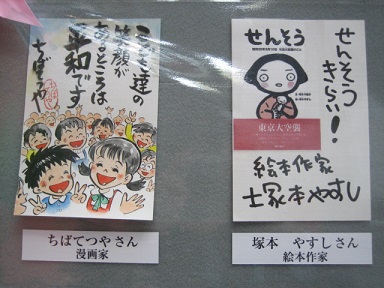 こども達の
笑顔が
あるところは
平和です
ちばてつや
ちばてつやさん
漫画家
せんそう
せんそう
きらい!
東京大空襲
絵本作家
塚本やすし
塚本 やすしさん
絵本作家